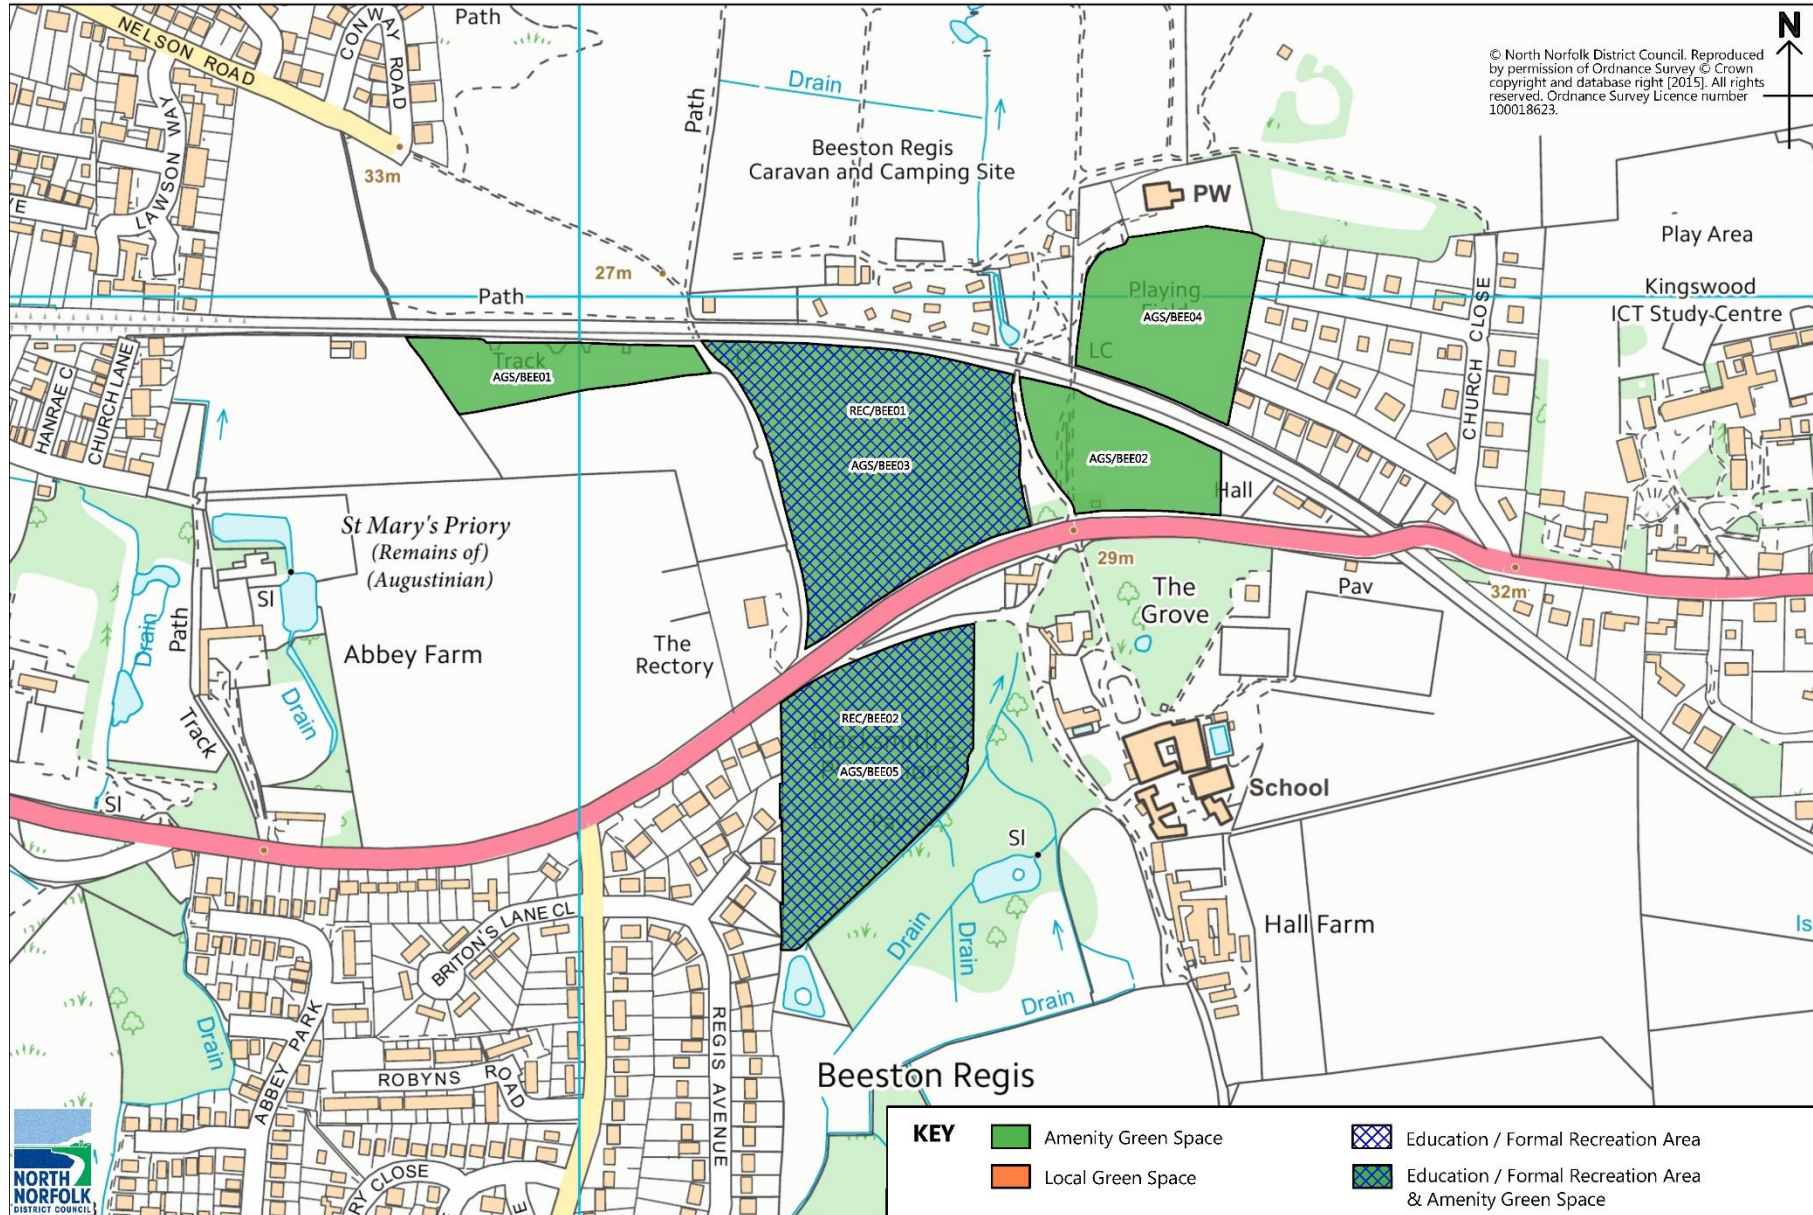 Path
NELSON ROAD
CONWAY ROAD
N
© North Norfolk District Council. Reproduced
by permission of Ordnance Survey © Crown
copyright and database right [2015]. All rights
reserved. Ordnance Survey Licence number
100018623.
Drain
Path
LAWSON WAY
Beeston Regis
Caravan and Camping Site
33m
PW
VE
Play Area
27m
Path
Playing
AGS/BEE04
Kingswood
ICT Study Centre
CHURCH CLOSE
Track
AGS/BEE01
LC
HANRAE C
CHURCH LANE
REC/BEE01
AGS/BEE03
AGS/BEE02
Hall
St Mary's Priory
(Remains of)
(Augustinian)
29m
The
Grove
Pav
32m
SI
Drain
Path
Abbey Farm
The
Rectory
Drain
Track
REC/BEE02
AGS/BEE05
School
SI
SI
Hall Farm
BRITON'S LANE CL
Drain
Drain
Is
Drain
Drain
ABBEY PARK
REGIS AVENUE
ROBYNS ROAD
Beeston Regis
RY CLOSE
E
KEY
Amenity Green Space
Education / Formal Recreation Area
Local Green Space
Education / Formal Recreation Area
& Amenity Green Space
NORTH
NORFOLK
DISTRICT COUNCIL